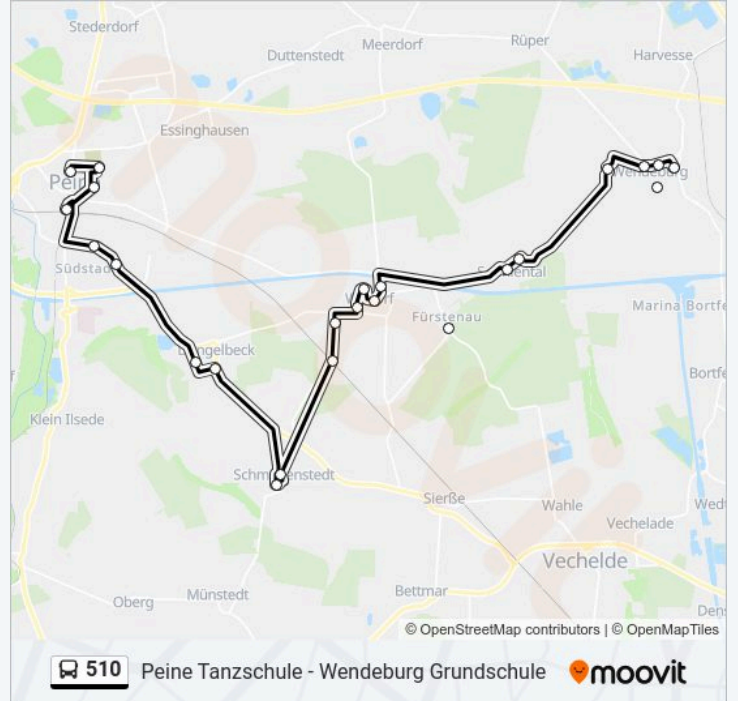 Stederdorf
Meerdorf
Rüper
Duttenstedt
Harvesse
Essinghausen
Wendeburg
Südstadt
Marina Bortfe
Fürstenau
Bortfe
Klein Ilsede
Sierße
Wahle
Wedt
Vechelade
Vechelde
Bettmar
Münstedt
Oberg
Dens
© OpenStreetMap contributors | © OpenMapTiles
510 Peine Tanzschule - Wendeburg Grundschule moovit